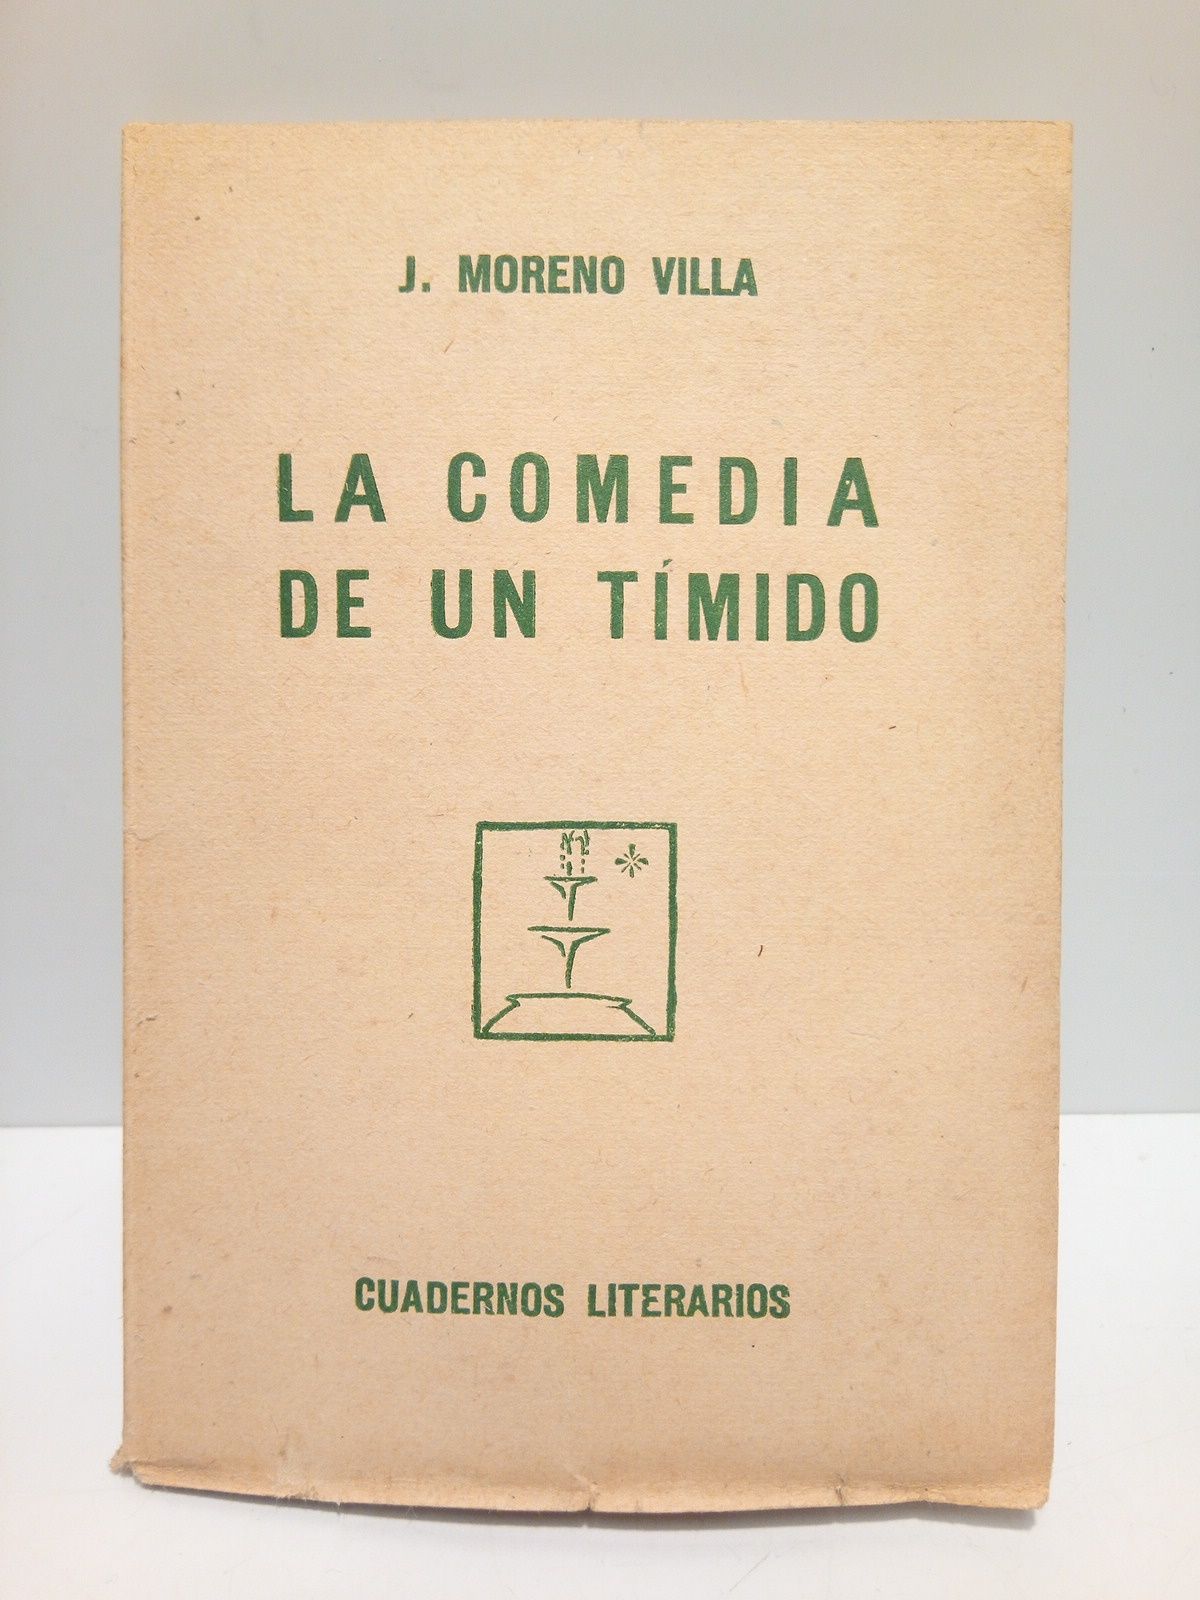 J. MORENO VILLA
LA COMEDIA
DE UN TÍMIDO
CUADERNOS LITERARIOS